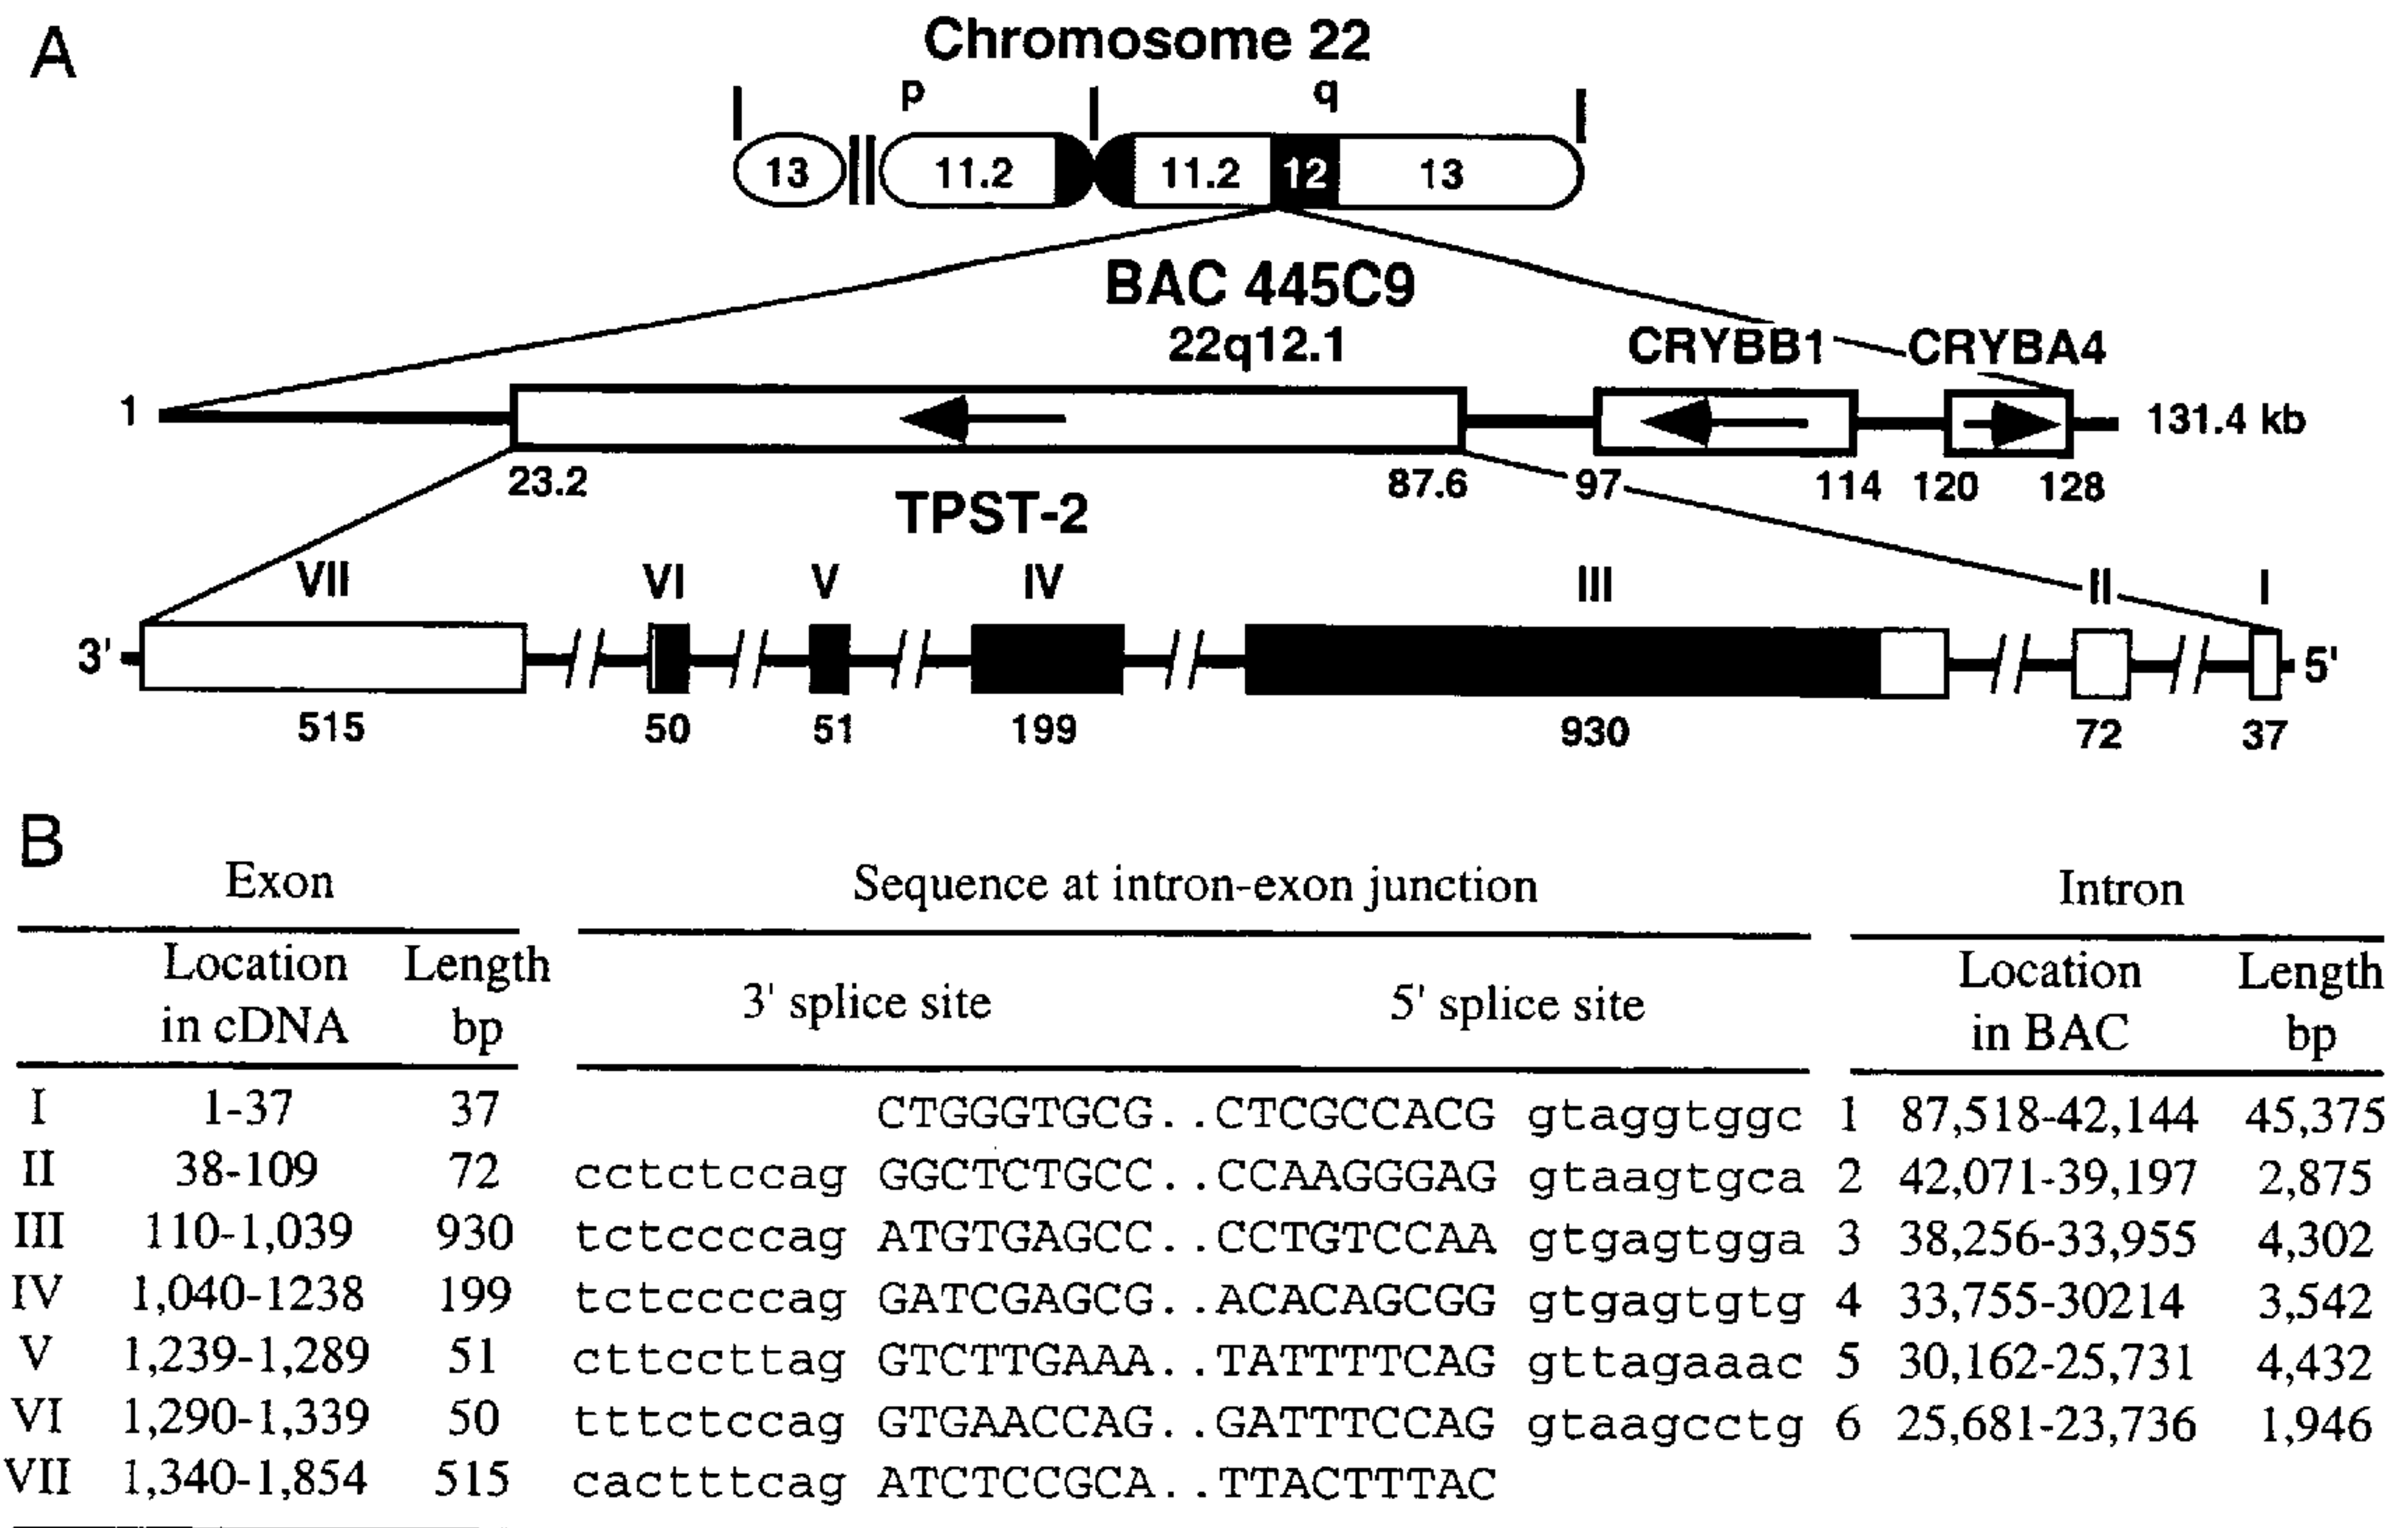 A
Chromosome 22
p q
13 11.2 11.2 12 13
BAC 445C9
22q12.1
CRYBB1 CRYBA4
1 131.4 kb
23.2 87.6 97 114 120 128
TPST-2
VII VI V IV III II I
3' 5'
515 50 51 199 930 72 37
B
Exon Sequence at intron-exon junction Intron
Location Length Location Length
in cDNA bp 3' splice site 5' splice site in BAC bp
I 1-37 37 CTGGGTGCG..CTCGCCACG gtaggtggc 1 87,518-42,144 45,375
II 38-109 72 cctctccag GGCTCTGCC..CCAAGGGAG gtaagtgca 2 42,071-39,197 2,875
III 110-1,039 930 tctccccag ATGTGAGCC..CCTGTCCAA gtgagtgga 3 38,256-33,955 4,302
IV 1,040-1238 199 tctccccag GATCGAGCG..ACACAGCGG gtgagtgtg 4 33,755-30214 3,542
V 1,239-1,289 51 cttccttag GTCTTGAAA..TATTTTCAG gttagaaac 5 30,162-25,731 4,432
VI 1,290-1,339 50 tttctccag GTGAACCAG..GATTTCCAG gtaagcctg 6 25,681-23,736 1,946
VII 1,340-1,854 515 cactttcag ATCTCCGCA..TTACTTTAC